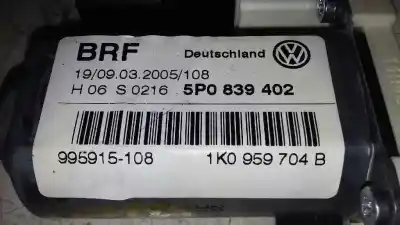 BRF Deutschland
19/09.03.2005/108
H 06 S 0216 5P0 839 402
995915-108 1K0 959 704 B